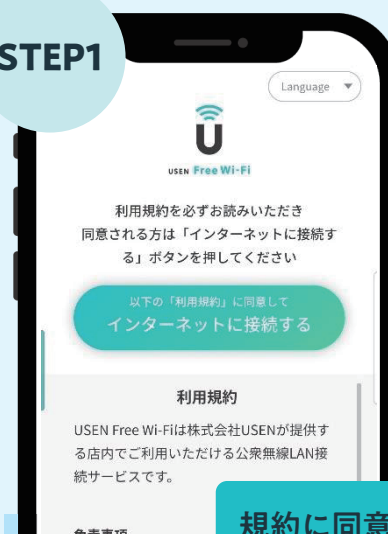 STEP1
Language
USEN Free Wi-Fi
利用規約を必ずお読みいただき
同意される方は「インターネットに接続す
る」ボタンを押してください
以下の「利用規約」に同意して
インターネットに接続する
利用規約
USEN Free Wi-Fiは株式会社USENが提供す
る店内でご利用いただける公衆無線LAN接
続サービスです。
規約に同意